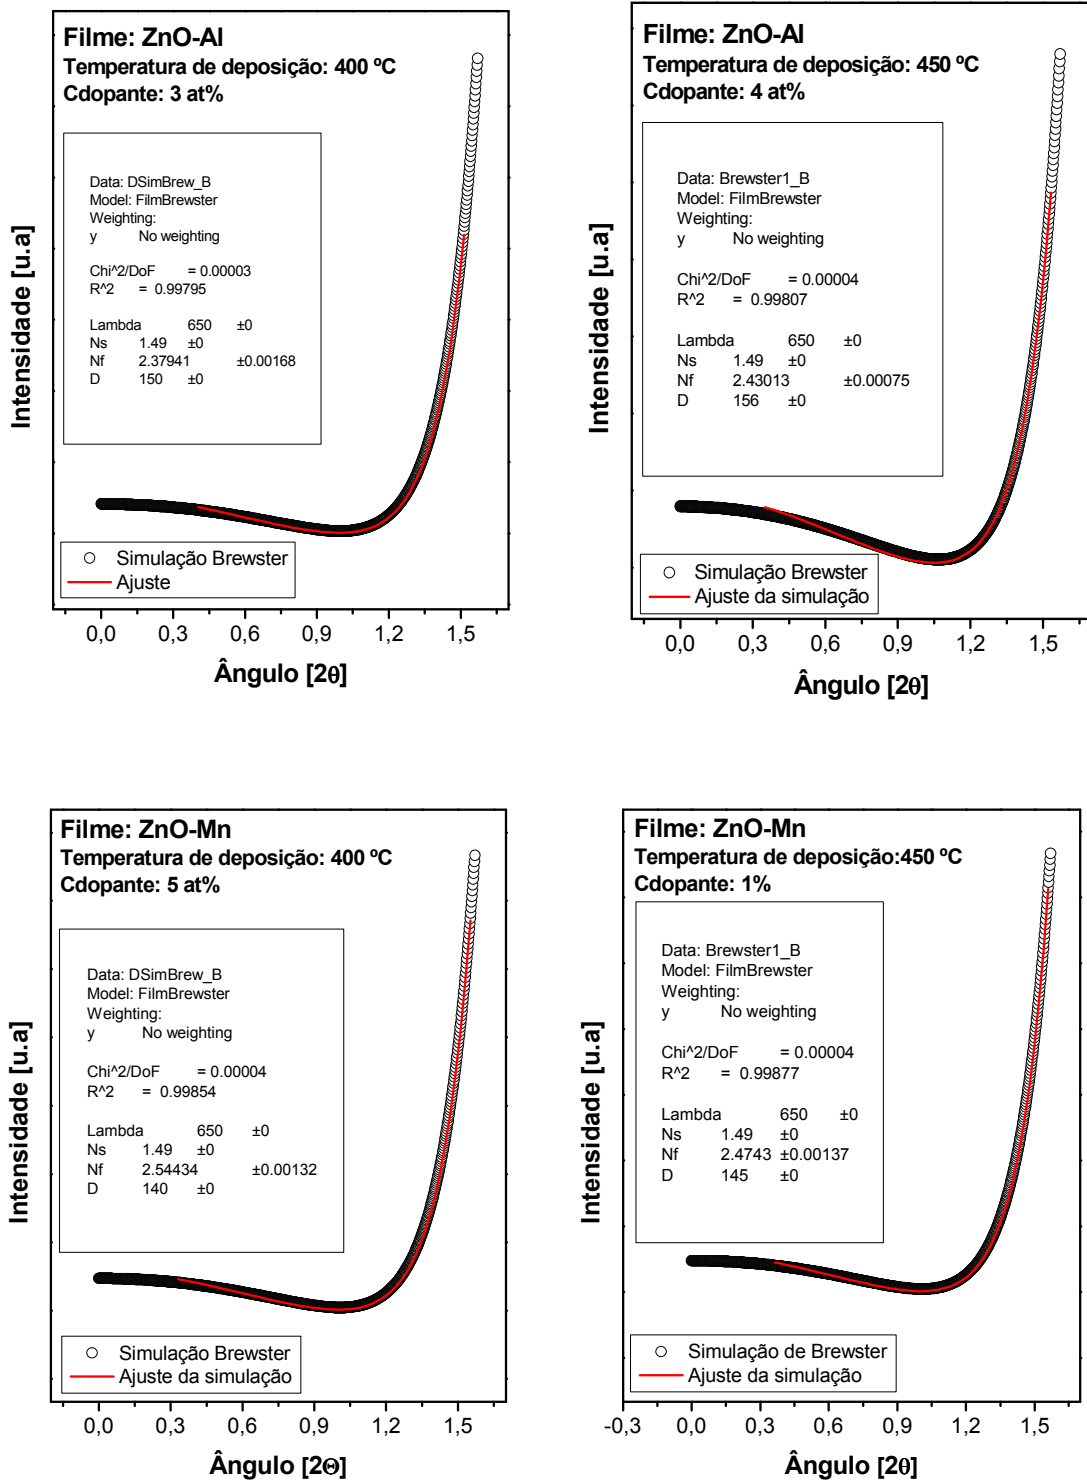 Filme: ZnO-Al
Temperatura de deposição: 400 ºC
Cdopante: 3 at%
Data: DSimBrew_B
Model: FilmBrewster
Weighting:
y No weighting
Chi^2/DoF = 0.00003
R^2 = 0.99795
Lambda 650 ±0
Ns 1.49 ±0
Nf 2.37941 ±0.00168
D 150 ±0
Simulação Brewster
Ajuste
Intensidade [u.a]
0,0 0,3 0,6 0,9 1,2 1,5
Ângulo [2θ]
Filme: ZnO-Al
Temperatura de deposição: 450 ºC
Cdopante: 4 at%
Data: Brewster1_B
Model: FilmBrewster
Weighting:
y No weighting
Chi^2/DoF = 0.00004
R^2 = 0.99807
Lambda 650 ±0
Ns 1.49 ±0
Nf 2.43013 ±0.00075
D 156 ±0
Simulação Brewster
Ajuste da simulação
Intensidade [u.a]
0,0 0,3 0,6 0,9 1,2 1,5
Ângulo [2θ]
Filme: ZnO-Mn
Temperatura de deposição: 400 ºC
Cdopante: 5 at%
Data: DSimBrew_B
Model: FilmBrewster
Weighting:
y No weighting
Chi^2/DoF = 0.00004
R^2 = 0.99854
Lambda 650 ±0
Ns 1.49 ±0
Nf 2.54434 ±0.00132
D 140 ±0
Simulação Brewster
Ajuste da simulação
Intensidade [u.a]
0,0 0,3 0,6 0,9 1,2 1,5
Ângulo [2Θ]
Filme: ZnO-Mn
Temperatura de deposição:450 ºC
Cdopante: 1%
Data: Brewster1_B
Model: FilmBrewster
Weighting:
y No weighting
Chi^2/DoF = 0.00004
R^2 = 0.99877
Lambda 650 ±0
Ns 1.49 ±0
Nf 2.4743 ±0.00137
D 145 ±0
Simulação de Brewster
Ajuste da simulação
Intensidade [u.a]
-0,3 0,0 0,3 0,6 0,9 1,2 1,5
Ângulo [2θ]